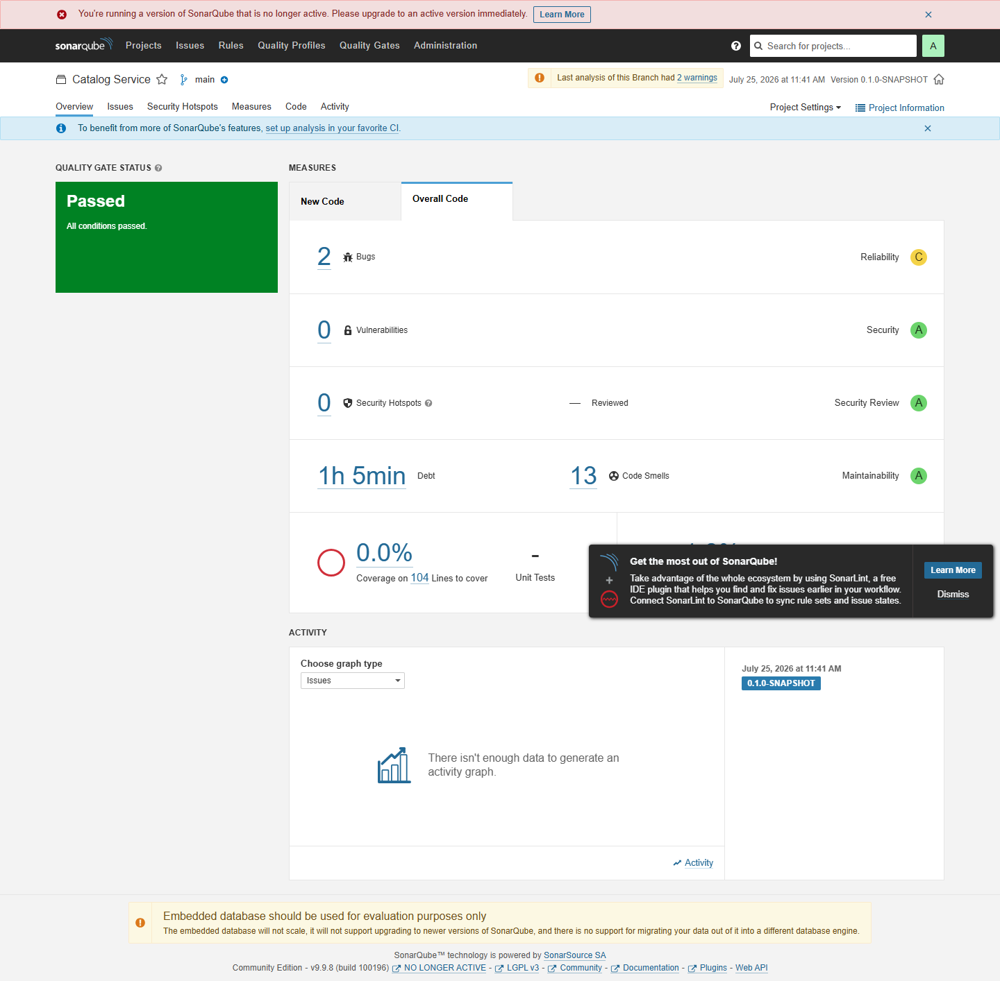 You're running a version of SonarQube that is no longer active. Please upgrade to an active version immediately. Learn More
sonarqube Projects Issues Rules Quality Profiles Quality Gates Administration Search for projects... A
Catalog Service main Last analysis of this Branch had 2 warnings July 25, 2026 at 11:41 AM Version 0.1.0-SNAPSHOT
Overview Issues Security Hotspots Measures Code Activity Project Settings Project Information
To benefit from more of SonarQube's features, set up analysis in your favorite CI.
QUALITY GATE STATUS
Passed
All conditions passed.
MEASURES
New Code Overall Code
2 Bugs Reliability C
0 Vulnerabilities Security A
0 Security Hotspots — Reviewed Security Review A
1h 5min Debt 13 Code Smells Maintainability A
0.0% Coverage on 104 Lines to cover
- Unit Tests
Get the most out of SonarQube!
Take advantage of the whole ecosystem by using SonarLint, a free
IDE plugin that helps you find and fix issues earlier in your workflow.
Connect SonarLint to SonarQube to sync rule sets and issue states.
Learn More
Dismiss
ACTIVITY
Choose graph type
Issues
There isn't enough data to generate an
activity graph.
Activity
July 25, 2026 at 11:41 AM
0.1.0-SNAPSHOT
Embedded database should be used for evaluation purposes only
The embedded database will not scale, it will not support upgrading to newer versions of SonarQube, and there is no support for migrating your data out of it into a different database engine.
SonarQube™ technology is powered by SonarSource SA
Community Edition - v9.9.8 (build 100196) NO LONGER ACTIVE - LGPL v3 - Community - Documentation - Plugins - Web API